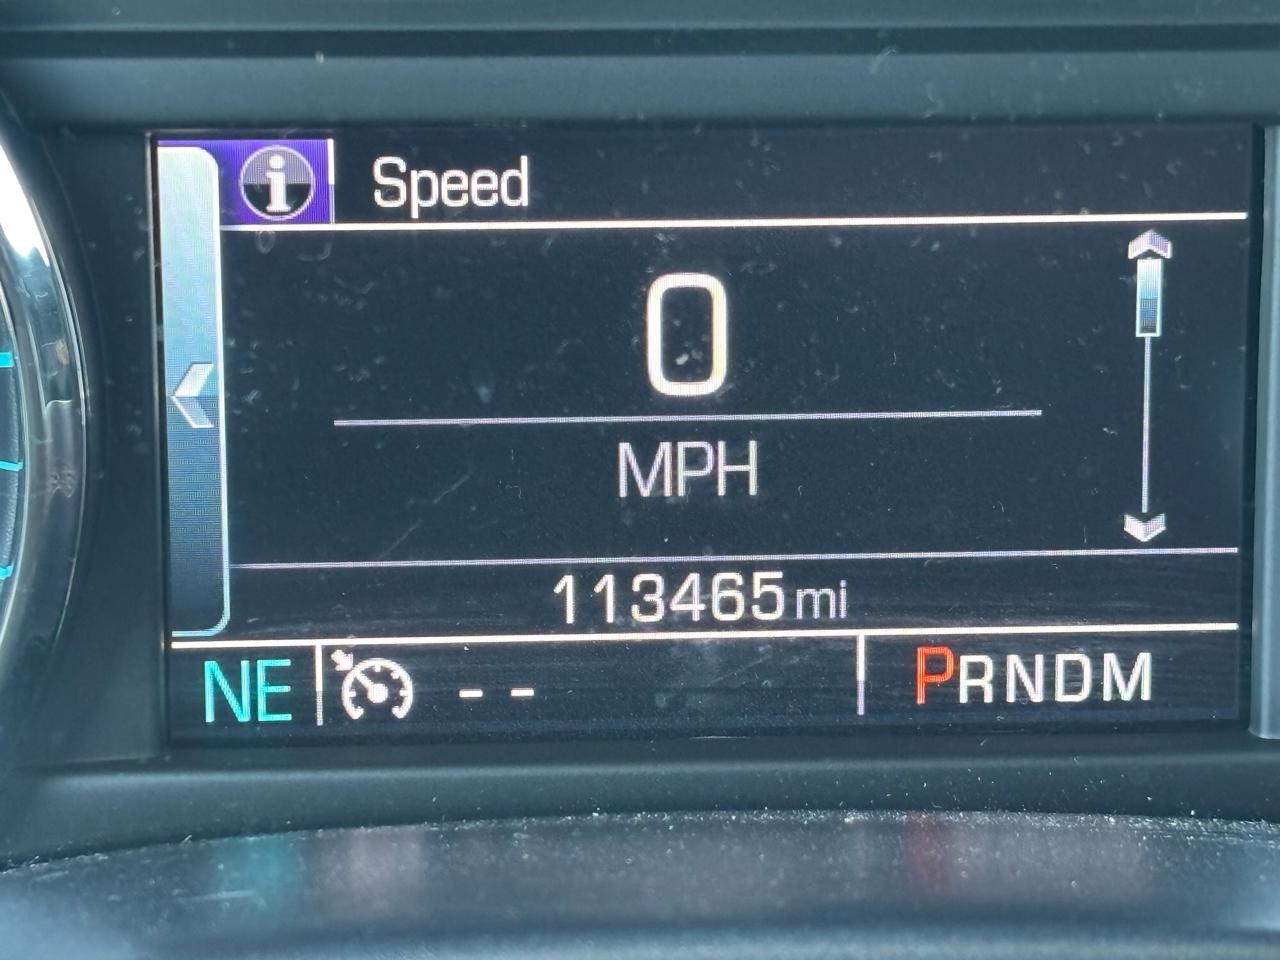 Speed
0
MPH
113465 mi
NE -- PRNDM